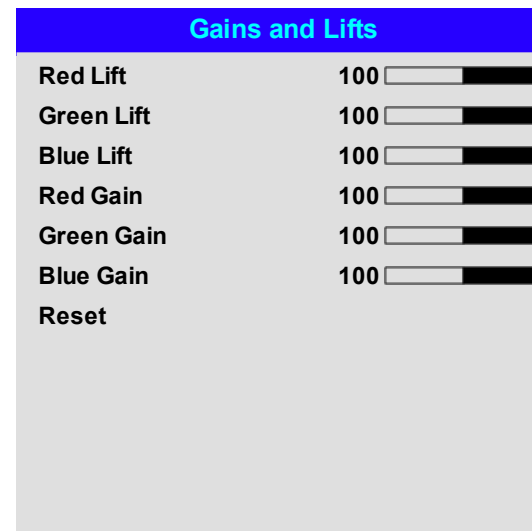 Gains and Lifts
Red Lift 100
Green Lift 100
Blue Lift 100
Red Gain 100
Green Gain 100
Blue Gain 100
Reset